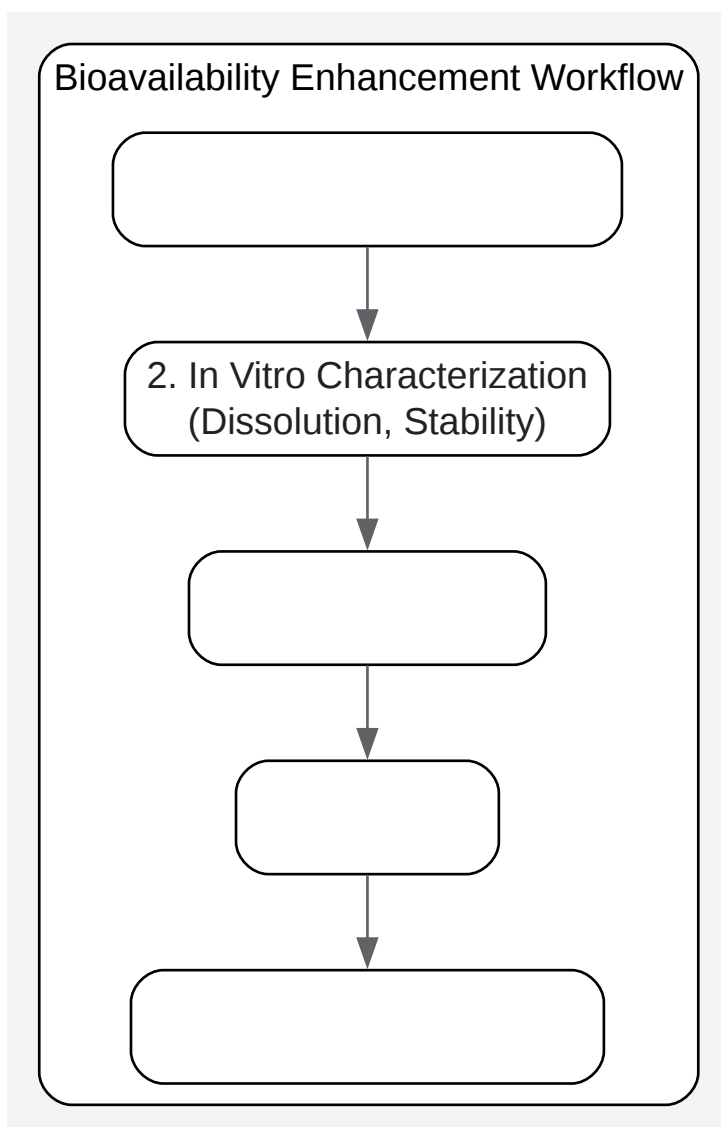 Bioavailability Enhancement Workflow
2. In Vitro Characterization
(Dissolution, Stability)